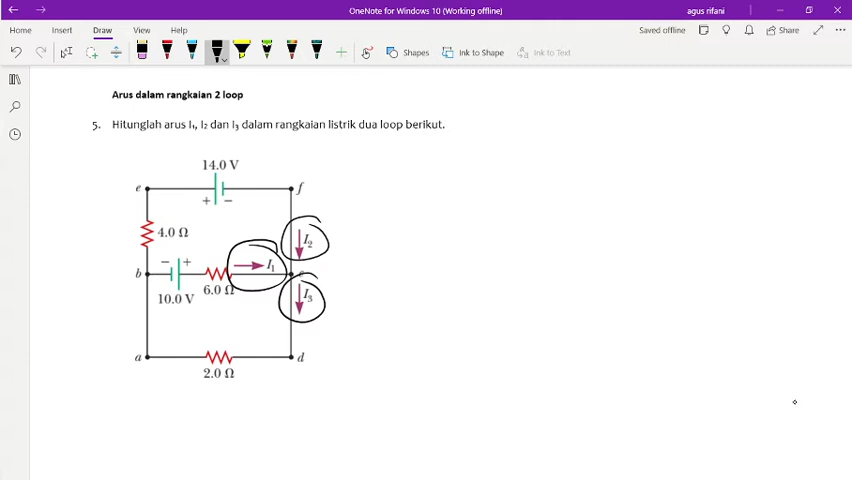 OneNote for Windows 10 (Working offline)
agus rifani
Home
Insert
Draw
View
Help
Saved offline
Share
Shapes
Ink to Shape
Ink to Text
Arus dalam rangkaian 2 loop
5. Hitunglah arus I₁, I₂ dan I₃ dalam rangkaian listrik dua loop berikut.
14.0 V
e
f
+ −
4.0 Ω
I₂
− +
I₁
b
c
10.0 V
6.0 Ω
I₃
a
d
2.0 Ω